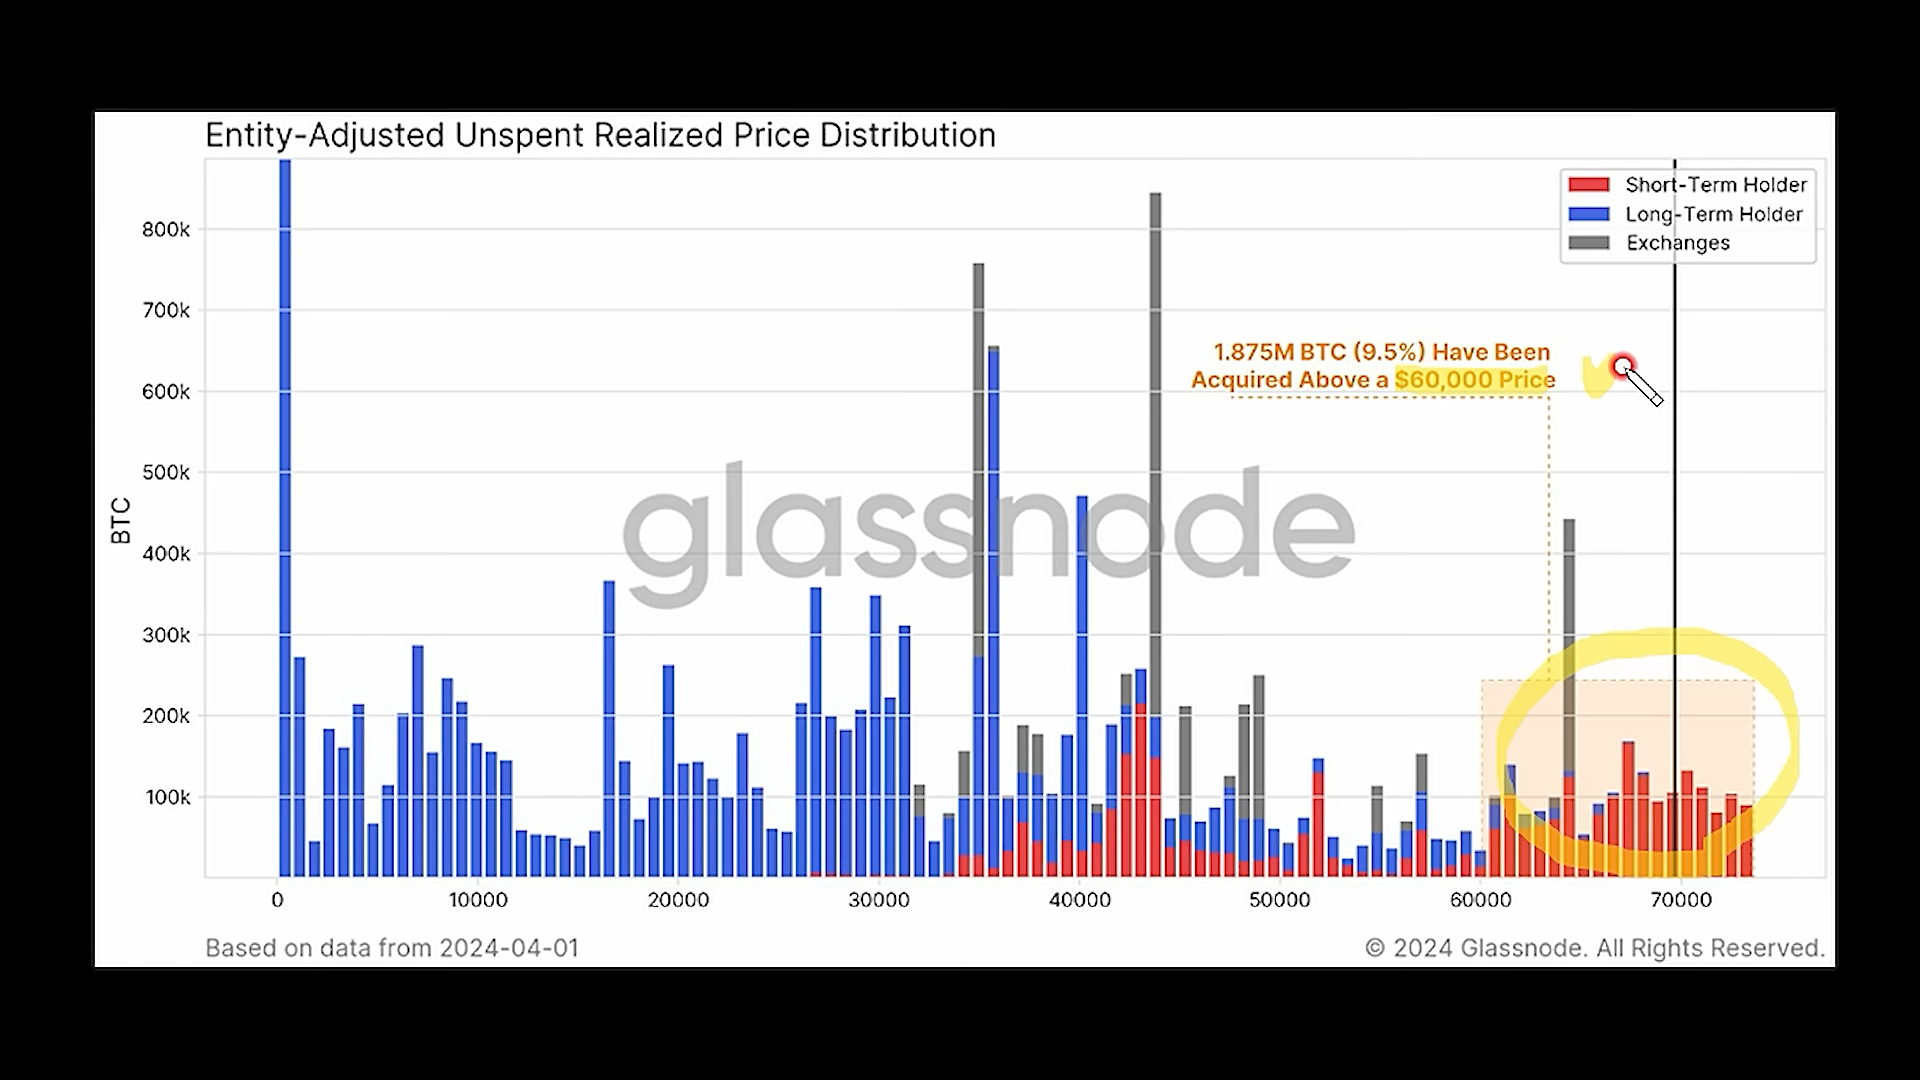 Entity-Adjusted Unspent Realized Price Distribution
Short-Term Holder
Long-Term Holder
Exchanges
800k
700k
600k
500k
400k
300k
200k
100k
BTC
1.875M BTC (9.5%) Have Been
Acquired Above a $60,000 Price
glassnode
0 10000 20000 30000 40000 50000 60000 70000
Based on data from 2024-04-01
© 2024 Glassnode. All Rights Reserved.